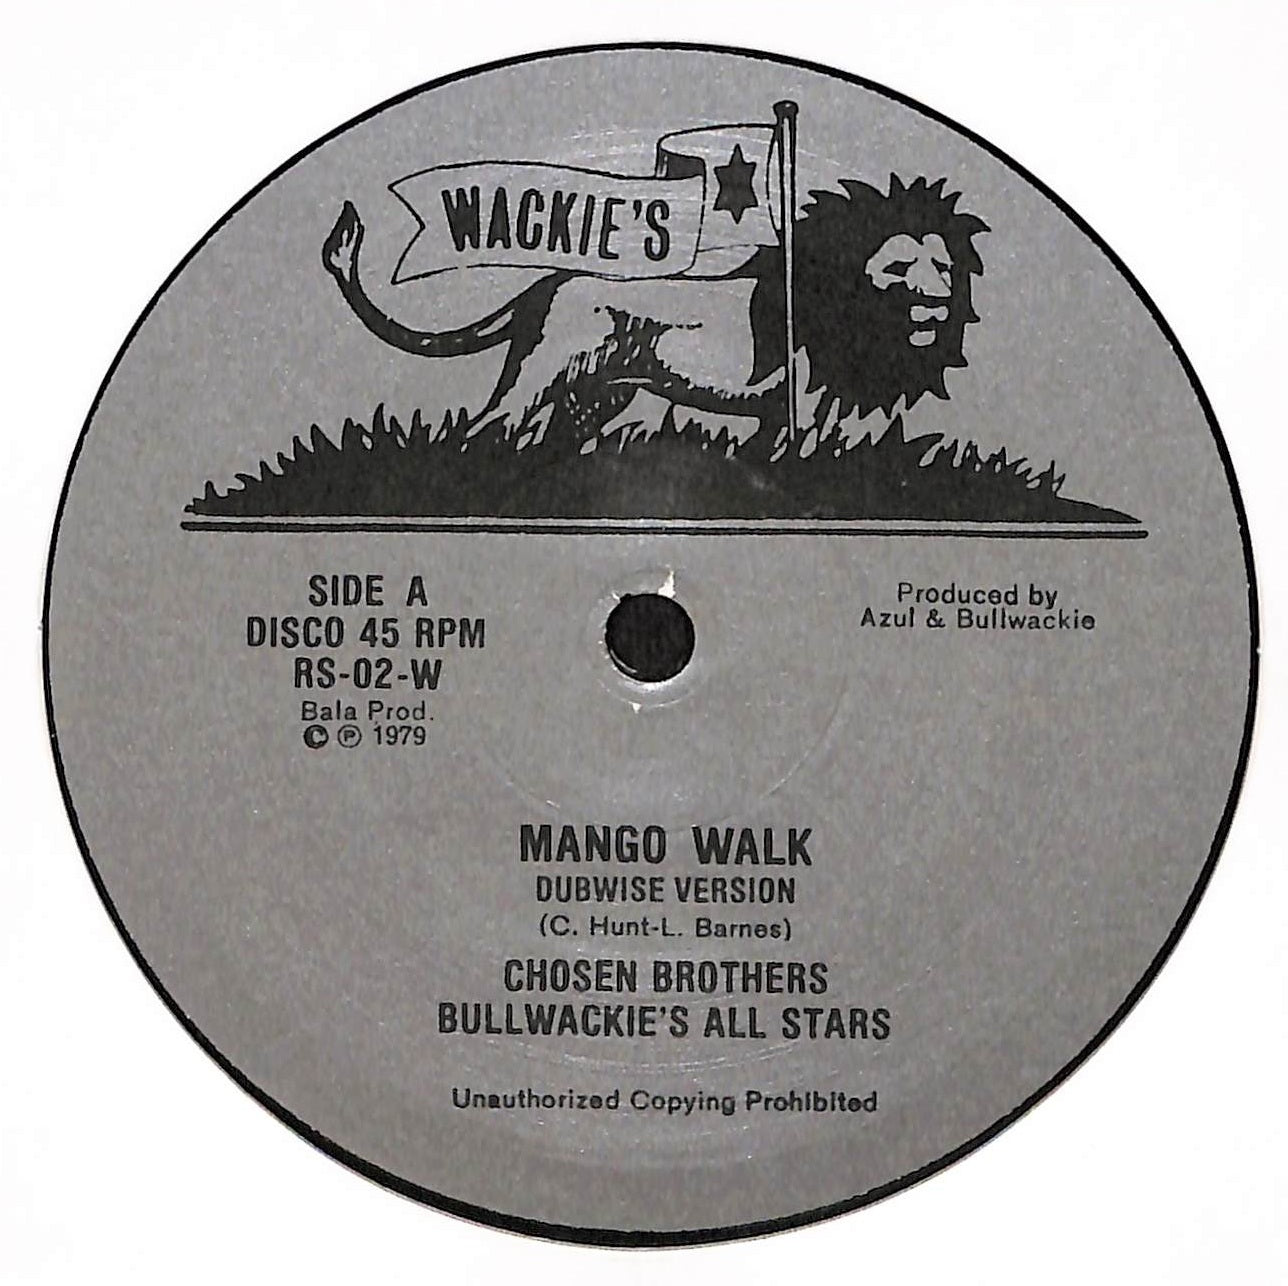 WACKIE'S
SIDE A
DISCO 45 RPM
RS-02-W
Bala Prod.
© ℗ 1979
Produced by
Azul & Bullwackie
MANGO WALK
DUBWISE VERSION
(C. Hunt-L. Barnes)
CHOSEN BROTHERS
BULLWACKIE'S ALL STARS
Unauthorized Copying Prohibited